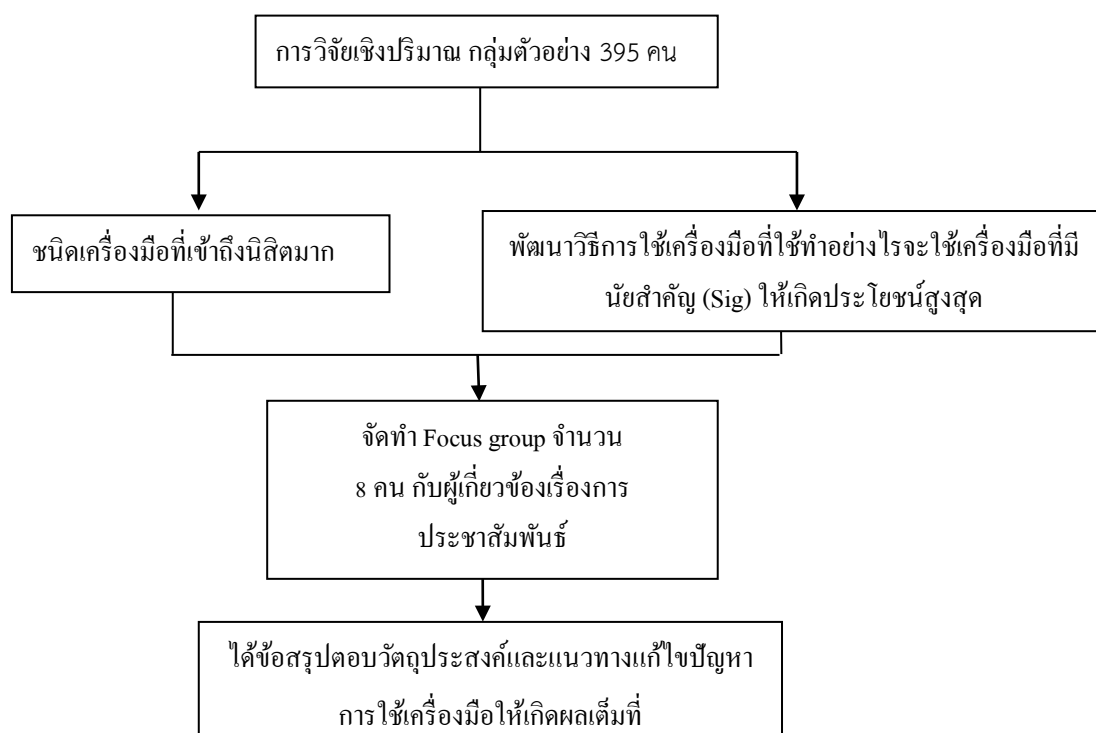 การวิจัยเชิงปริมาณ กลุ่มตัวอย่าง 395 คน
ชนิดเครื่องมือที่เข้าถึงนิสิตมาก
พัฒนาวิธีการใช้เครื่องมือที่ใช้ทำอย่างไรจะใช้เครื่องมือที่มี
นัยสำคัญ (Sig) ให้เกิดประโยชน์สูงสุด
จัดทำ Focus group จำนวน
8 คน กับผู้เกี่ยวข้องเรื่องการ
ประชาสัมพันธ์
ได้ข้อสรุปตอบวัตถุประสงค์และแนวทางแก้ไขปัญหา
การใช้เครื่องมือให้เกิดผลเต็มที่